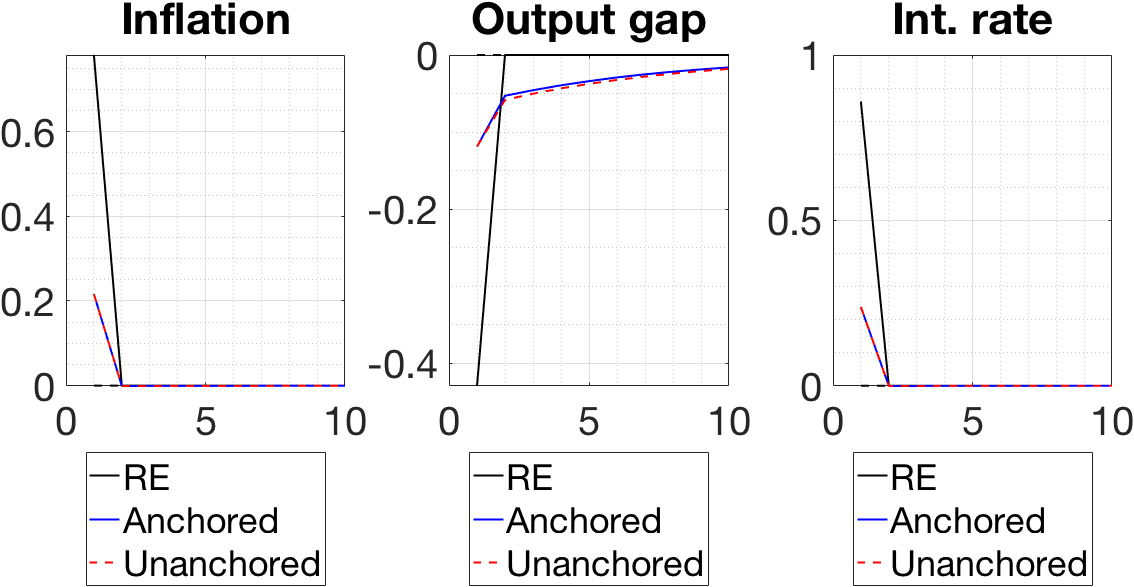 Inflation
0.6
0.4
0.2
0
0 5 10
RE
Anchored
Unanchored
Output gap
0
-0.2
-0.4
0 5 10
RE
Anchored
Unanchored
Int. rate
1
0.5
0
0 5 10
RE
Anchored
Unanchored